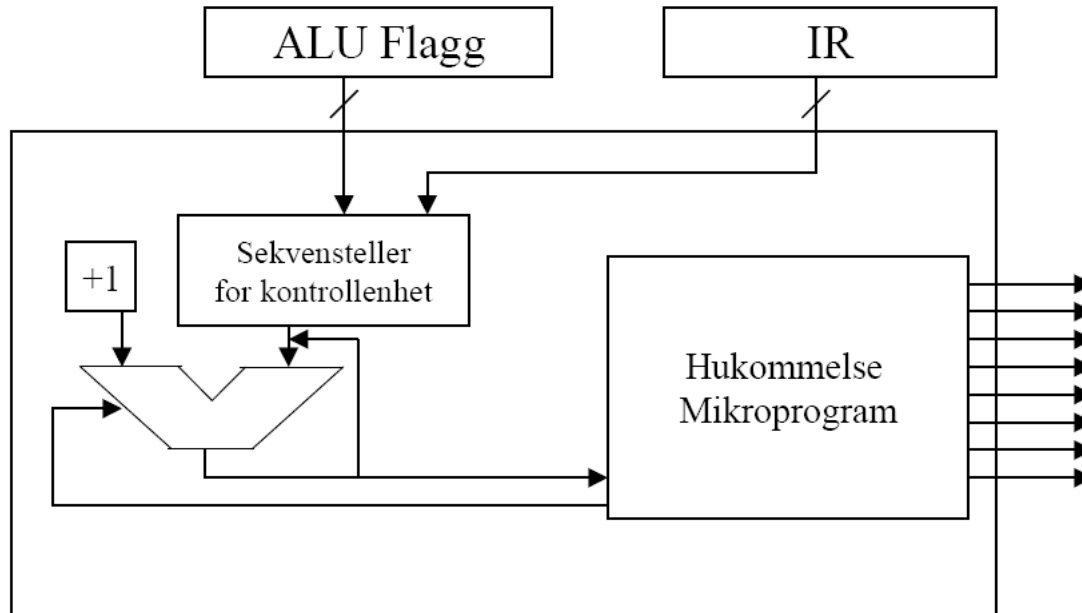 ALU Flagg
IR
Sekvensteller
for kontrollenhet
+1
Hukommelse
Mikroprogram